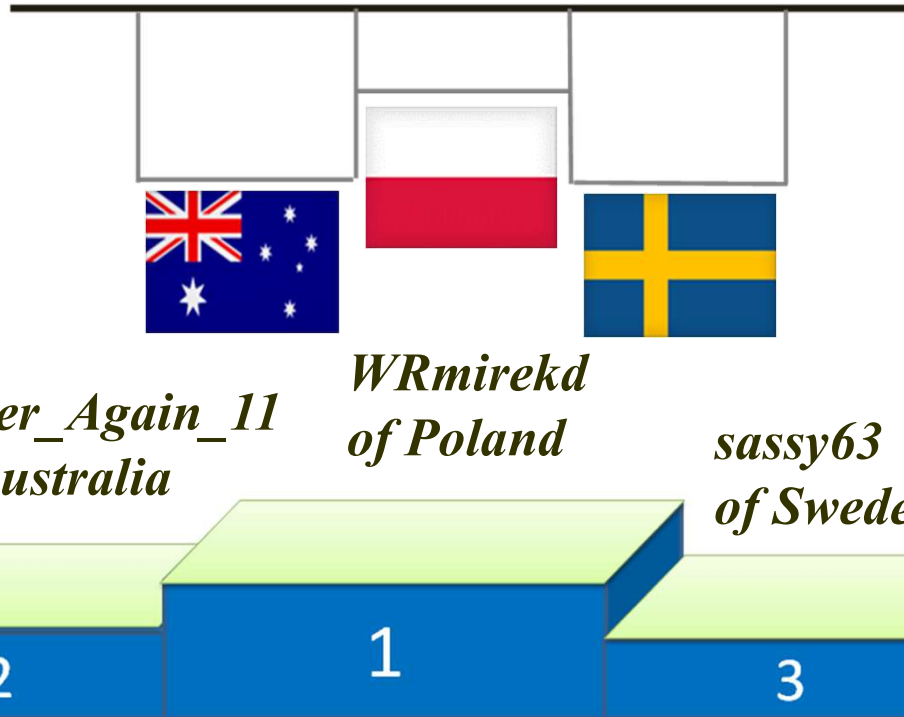 WRmirekd
of Poland
er_Again_11
ustralia
sassy63
of Swede
1
2
3